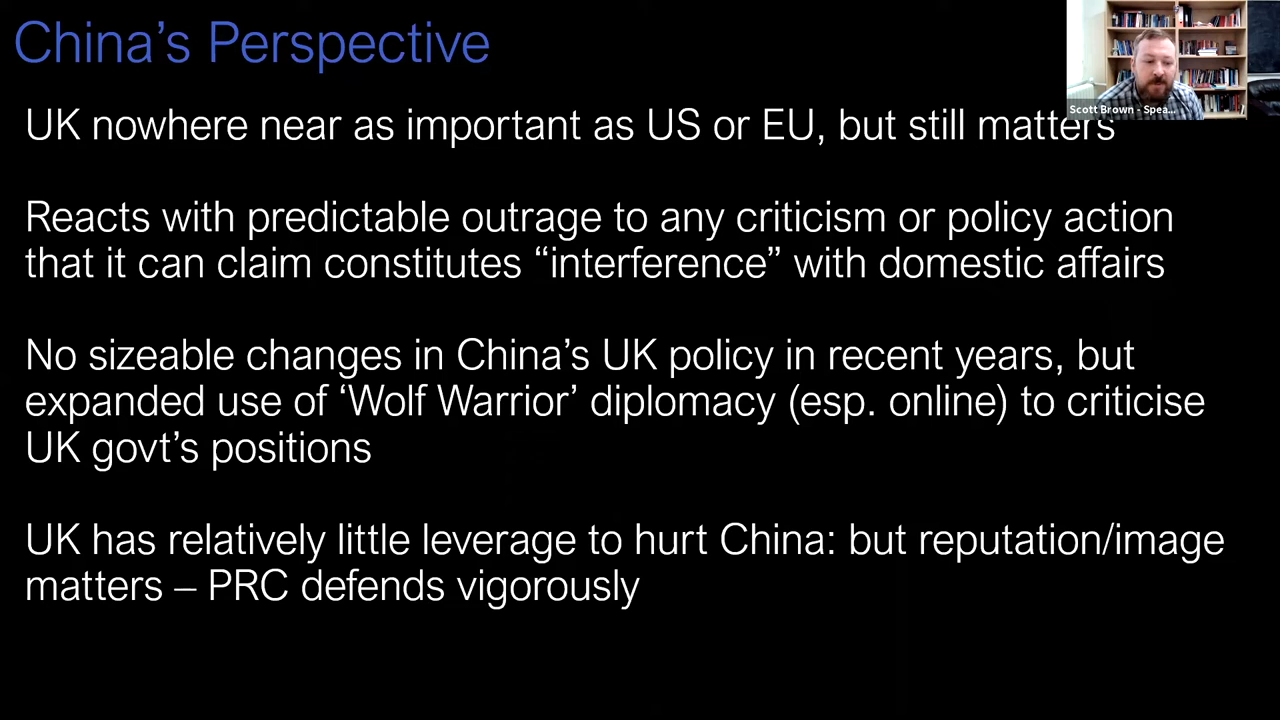 China’s Perspective
Scott Brown - Spea...
UK nowhere near as important as US or EU, but still matters
Reacts with predictable outrage to any criticism or policy action
that it can claim constitutes “interference” with domestic affairs
No sizeable changes in China’s UK policy in recent years, but
expanded use of ‘Wolf Warrior’ diplomacy (esp. online) to criticise
UK govt’s positions
UK has relatively little leverage to hurt China: but reputation/image
matters – PRC defends vigorously